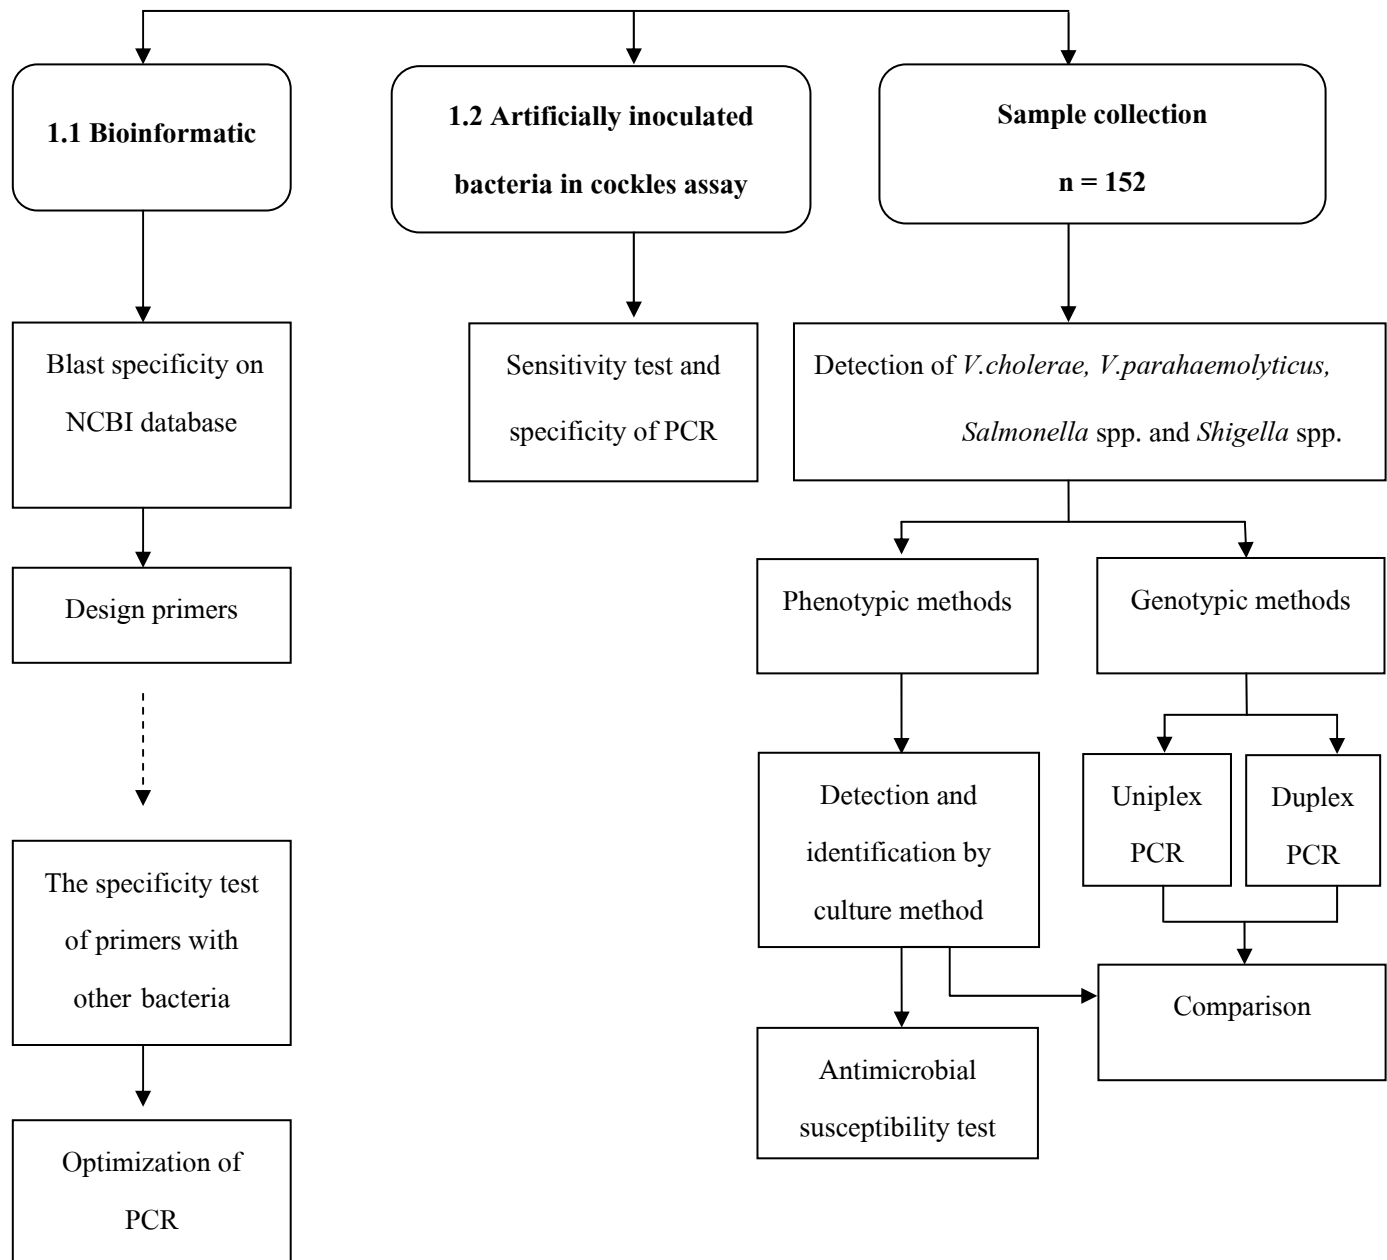 1.1 Bioinformatic
1.2 Artificially inoculated
bacteria in cockles assay
Sample collection
n = 152
Blast specificity on
NCBI database
Sensitivity test and
specificity of PCR
Detection of V.cholerae, V.parahaemolyticus,
Salmonella spp. and Shigella spp.
Design primers
Phenotypic methods
Genotypic methods
Detection and
identification by
culture method
Uniplex
PCR
Duplex
PCR
The specificity test
of primers with
other bacteria
Comparison
Antimicrobial
susceptibility test
Optimization of
PCR